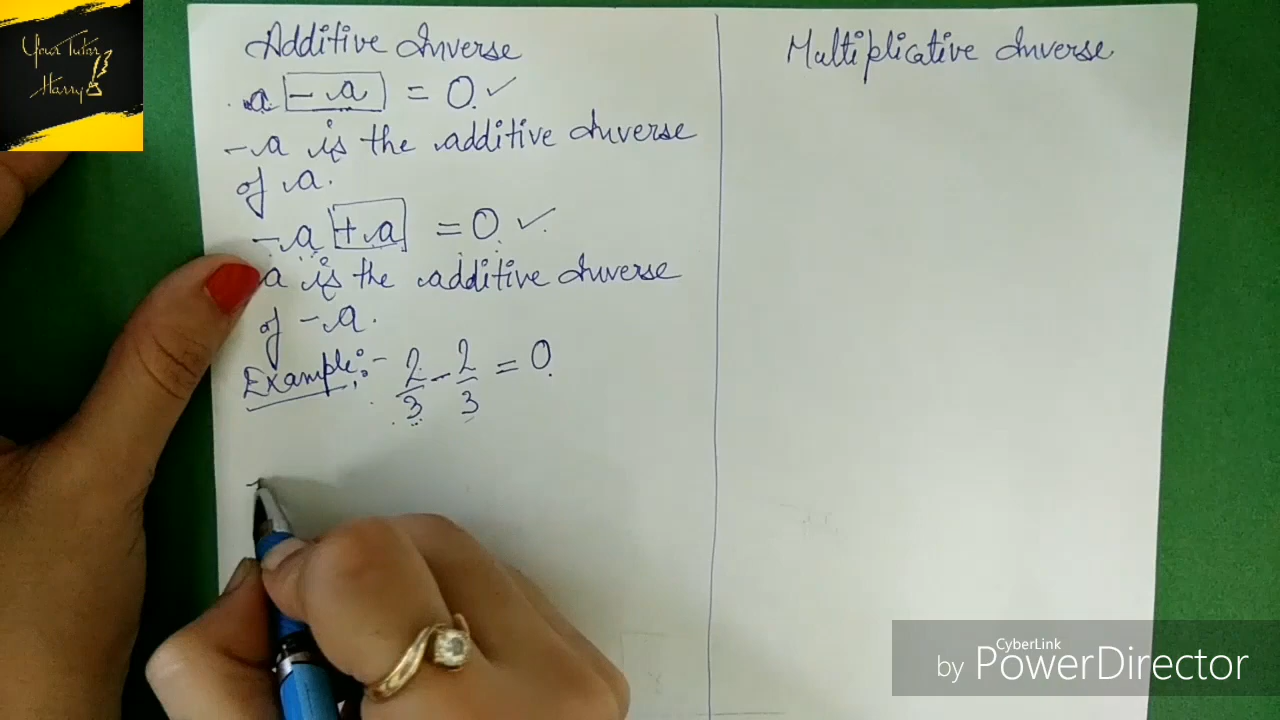 Your Tutor
Harry!
Additive Inverse
a - a = 0 ✓
-a is the additive Inverse
of a.
-a + a = 0 ✓
a is the additive Inverse
of -a.
Example:- 2/3 - 2/3 = 0
Multiplicative Inverse
CyberLink
by PowerDirector